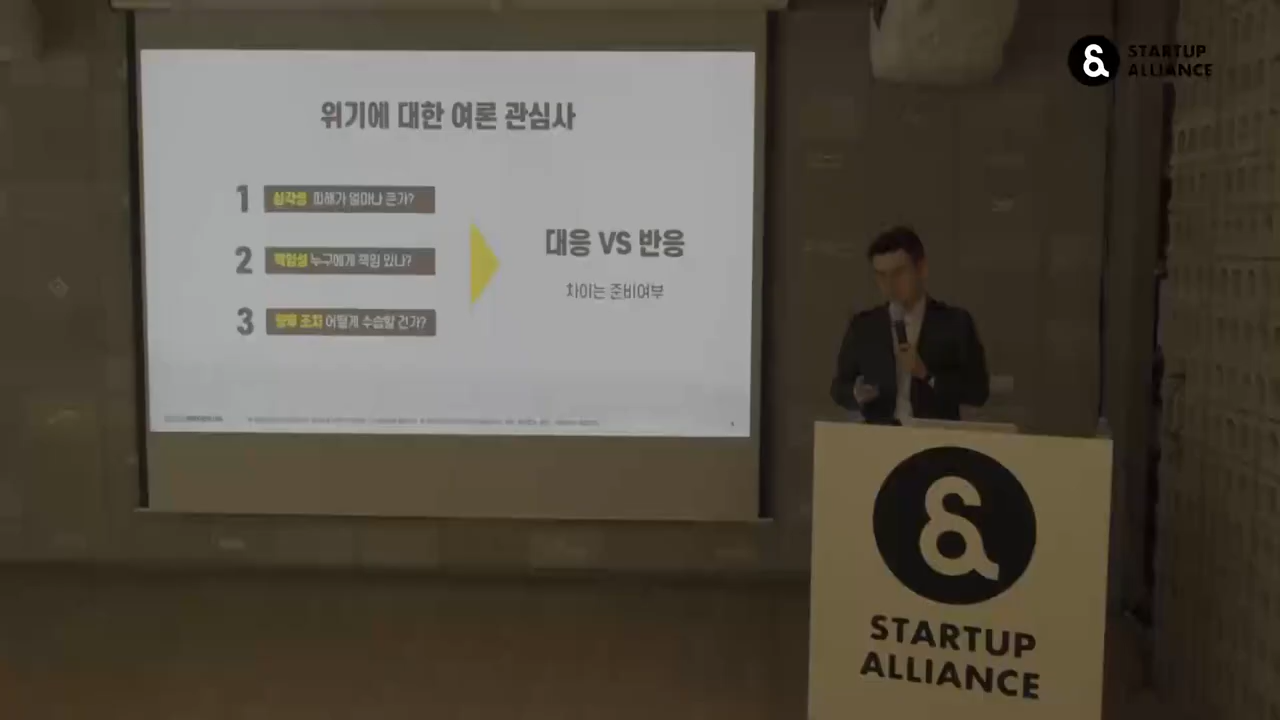 STARTUP
ALLIANCE
위기에 대한 여론 관심사
1 심각성 피해가 얼마나 큰가?
2 책임성 누구에게 책임 있나?
3 향후 조치 어떻게 수습할 건가?
대응 VS 반응
차이는 준비여부
STARTUP
ALLIANCE